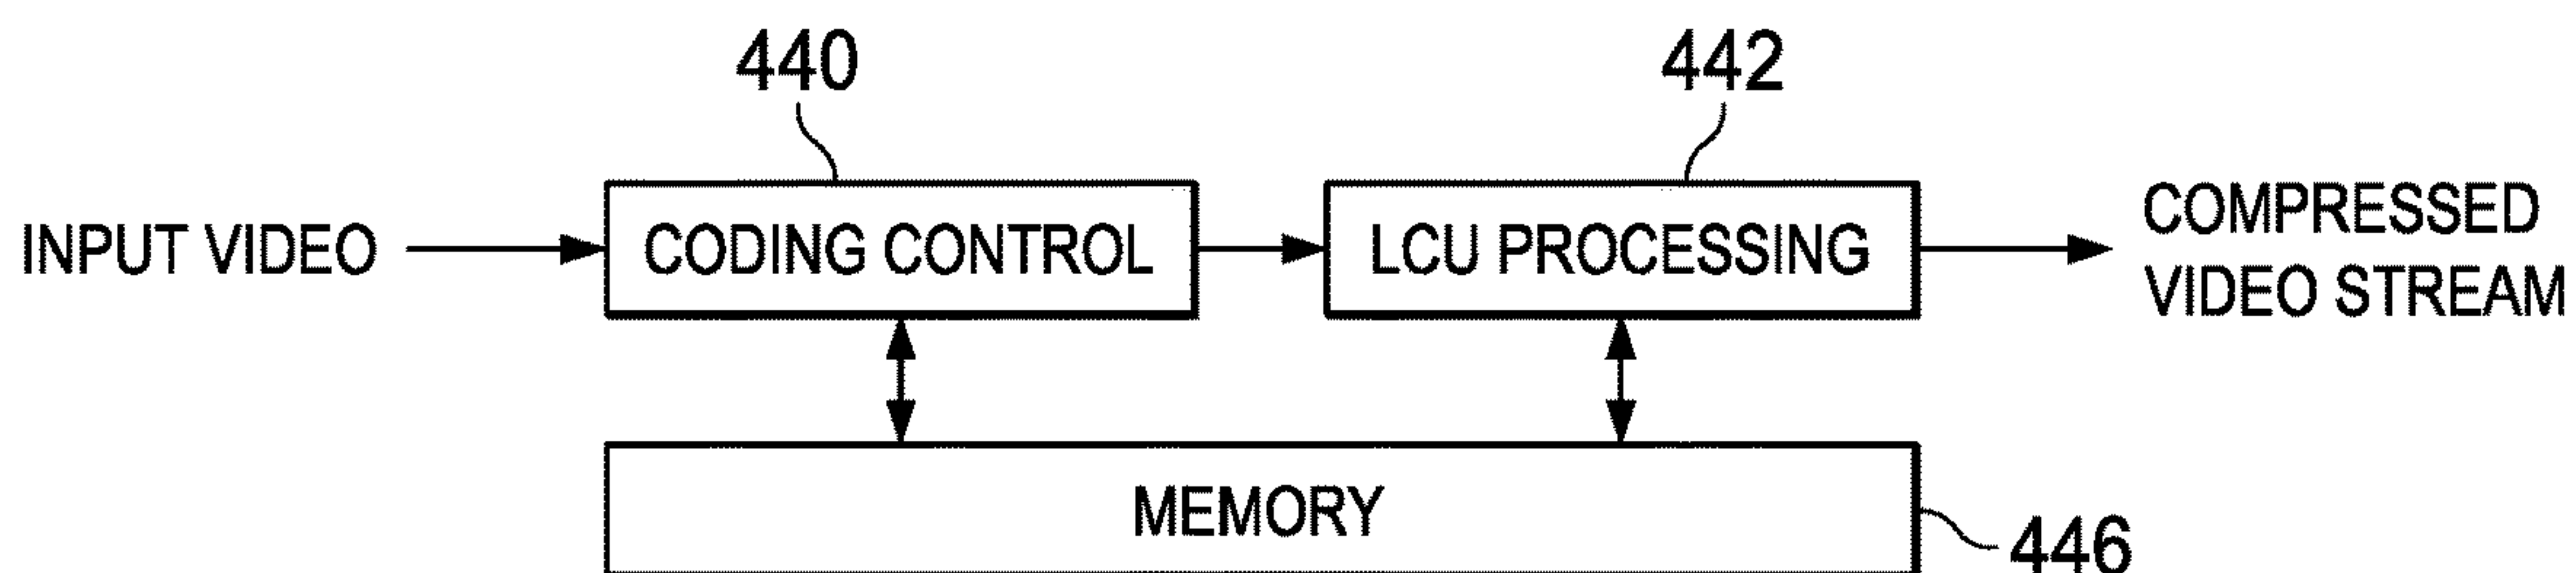 440
442
INPUT VIDEO
CODING CONTROL
LCU PROCESSING
COMPRESSED
VIDEO STREAM
MEMORY
446